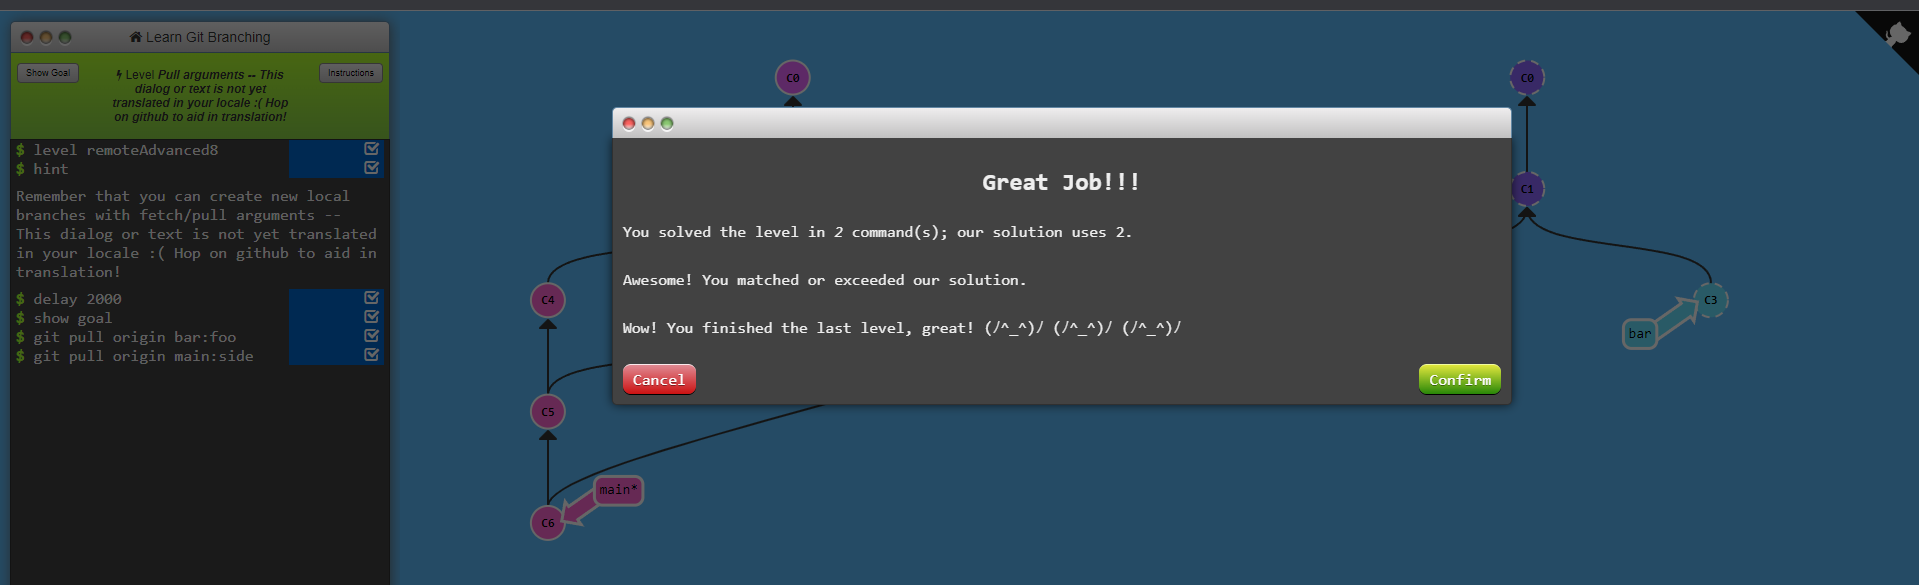 Learn Git Branching
Show Goal
Level Pull arguments -- This
dialog or text is not yet
translated in your locale :( Hop
on github to aid in translation!
Instructions
$ level remoteAdvanced8
$ hint
Remember that you can create new local
branches with fetch/pull arguments --
This dialog or text is not yet translated
in your locale :( Hop on github to aid in
translation!
$ delay 2000
$ show goal
$ git pull origin bar:foo
$ git pull origin main:side
C0
C4
C5
main*
C6
Great Job!!!
You solved the level in 2 command(s); our solution uses 2.
Awesome! You matched or exceeded our solution.
Wow! You finished the last level, great! (/^_^)/ (/^_^)/ (/^_^)/
Cancel
Confirm
C0
C1
C3
bar